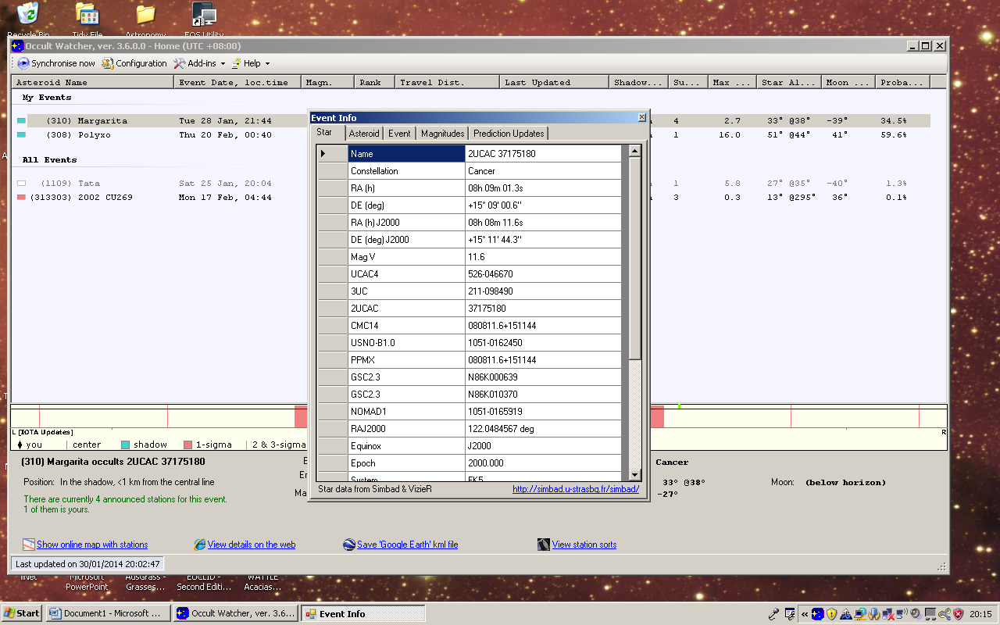 Recycle Bin Tidy File Astronomy EOS Utility
Occult Watcher, ver. 3.6.0.0 - Home (UTC +08:00)
Synchronise now Configuration Add-ins Help
Asteroid Name Event Date, loc.time Magn. Rank Travel Dist. Last Updated Shadow... Su... Max ... Star Al... Moon ... Proba...
My Events
(310) Margarita Tue 28 Jan, 21:44 4 2.7 33° @38° -39° 34.5%
(308) Polyxo Thu 20 Feb, 00:40 1 16.0 51° @44° 41° 59.6%
All Events
(1109) Tata Sat 25 Jan, 20:04 1 5.8 27° @35° -40° 1.3%
(313303) 2002 CU269 Mon 17 Feb, 04:44 3 0.3 13° @295° 36° 0.1%
Event Info
Star Asteroid Event Magnitudes Prediction Updates
Name 2UCAC 37175180
Constellation Cancer
RA (h) 08h 09m 01.3s
DE (deg) +15° 09' 00.6"
RA (h) J2000 08h 08m 11.6s
DE (deg) J2000 +15° 11' 44.3"
Mag V 11.6
UCAC4 526-046670
3UC 211-098490
2UCAC 37175180
CMC14 080811.6+151144
USNO-B1.0 1051-0162450
PPMX 080811.6+151144
GSC2.3 N86K000639
GSC2.3 N86K010370
NOMAD1 1051-0165919
RAJ2000 122.0484567 deg
Equinox J2000
Epoch 2000.000
System FK5
Star data from Simbad & VizieR http://simbad.u-strasbg.fr/simbad/
L [IOTA Updates] R
you center shadow 1-sigma 2 & 3-sigma
(310) Margarita occults 2UCAC 37175180 Cancer
Position: In the shadow, <1 km from the central line 33° @38° Moon: (below horizon)
-27°
Ma
There are currently 4 announced stations for this event.
1 of them is yours.
Show online map with stations View details on the web Save 'Google Earth' kml file View station sorts
Last updated on 30/01/2014 20:02:47
Microsoft PowerPoint
AusGrass - Grasses...
EUCLID - Second Editi...
WATTLE Acacias...
Start Document1 - Microsoft ... Occult Watcher, ver. 3.6... Event Info 20:15